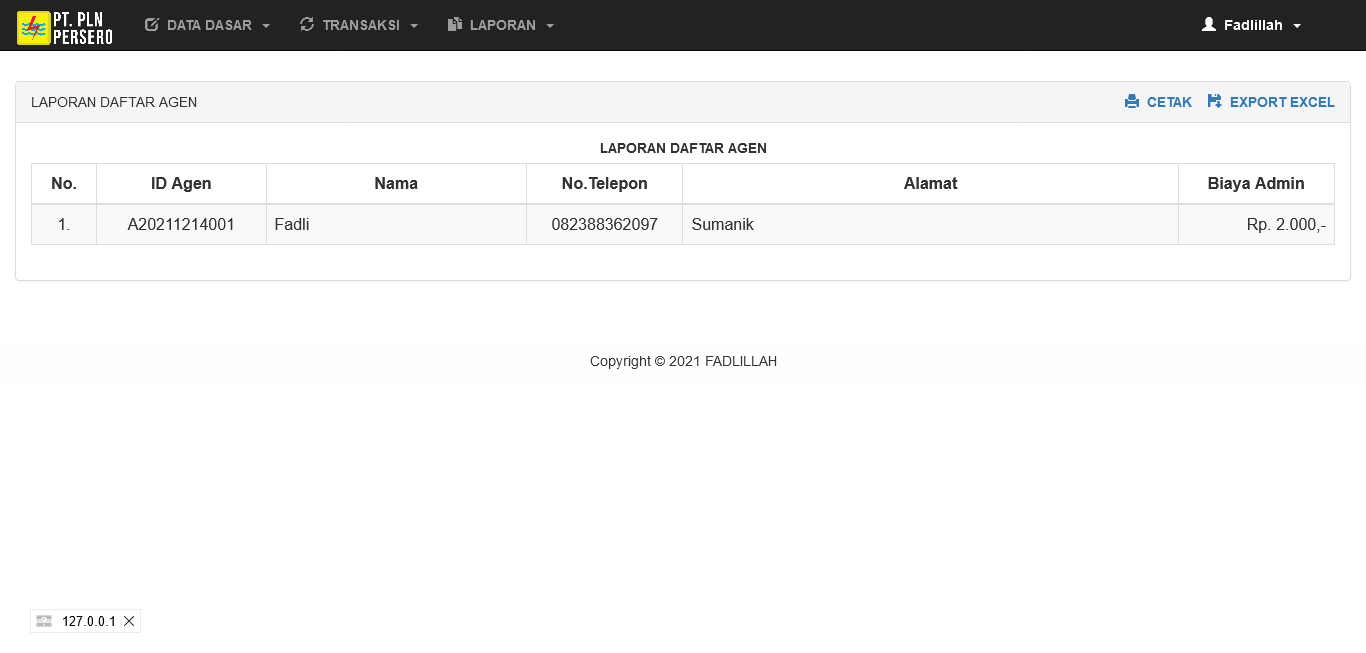 PT. PLN
PERSERO
DATA DASAR
TRANSAKSI
LAPORAN
Fadlillah
LAPORAN DAFTAR AGEN
CETAK
EXPORT EXCEL
LAPORAN DAFTAR AGEN
No. ID Agen Nama No.Telepon Alamat Biaya Admin
1. A20211214001 Fadli 082388362097 Sumanik Rp. 2.000,-
Copyright © 2021 FADLILLAH
127.0.0.1